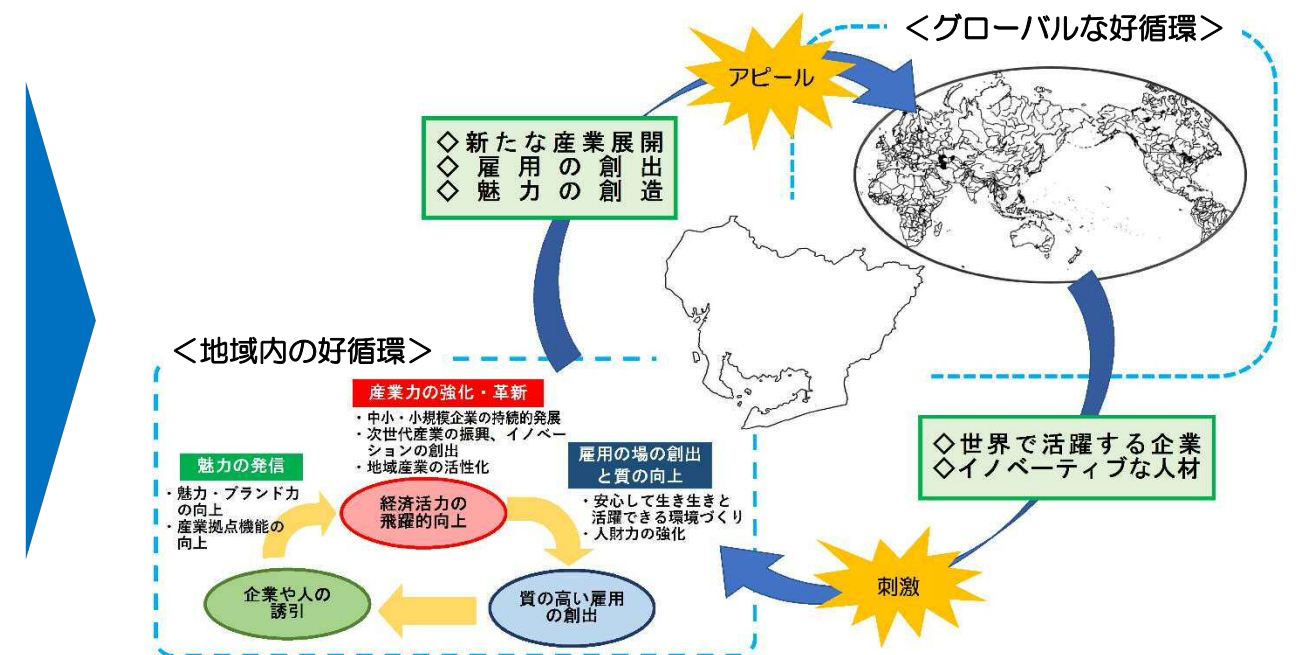 ＜グローバルな好循環＞
アピール
◇新たな産業展開
◇雇用の創出
◇魅力の創造
＜地域内の好循環＞
産業力の強化・革新
・中小・小規模企業の持続的発展
・次世代産業の振興、イノベー
ションの創出
・地域産業の活性化
魅力の発信
・魅力・ブランド力
の向上
・産業拠点機能の
向上
雇用の場の創出
と質の向上
・安心して生き生きと
活躍できる環境づくり
・人財力の強化
経済活力の
飛躍的向上
企業や人の
誘引
質の高い雇用
の創出
◇世界で活躍する企業
◇イノベーティブな人材
刺激